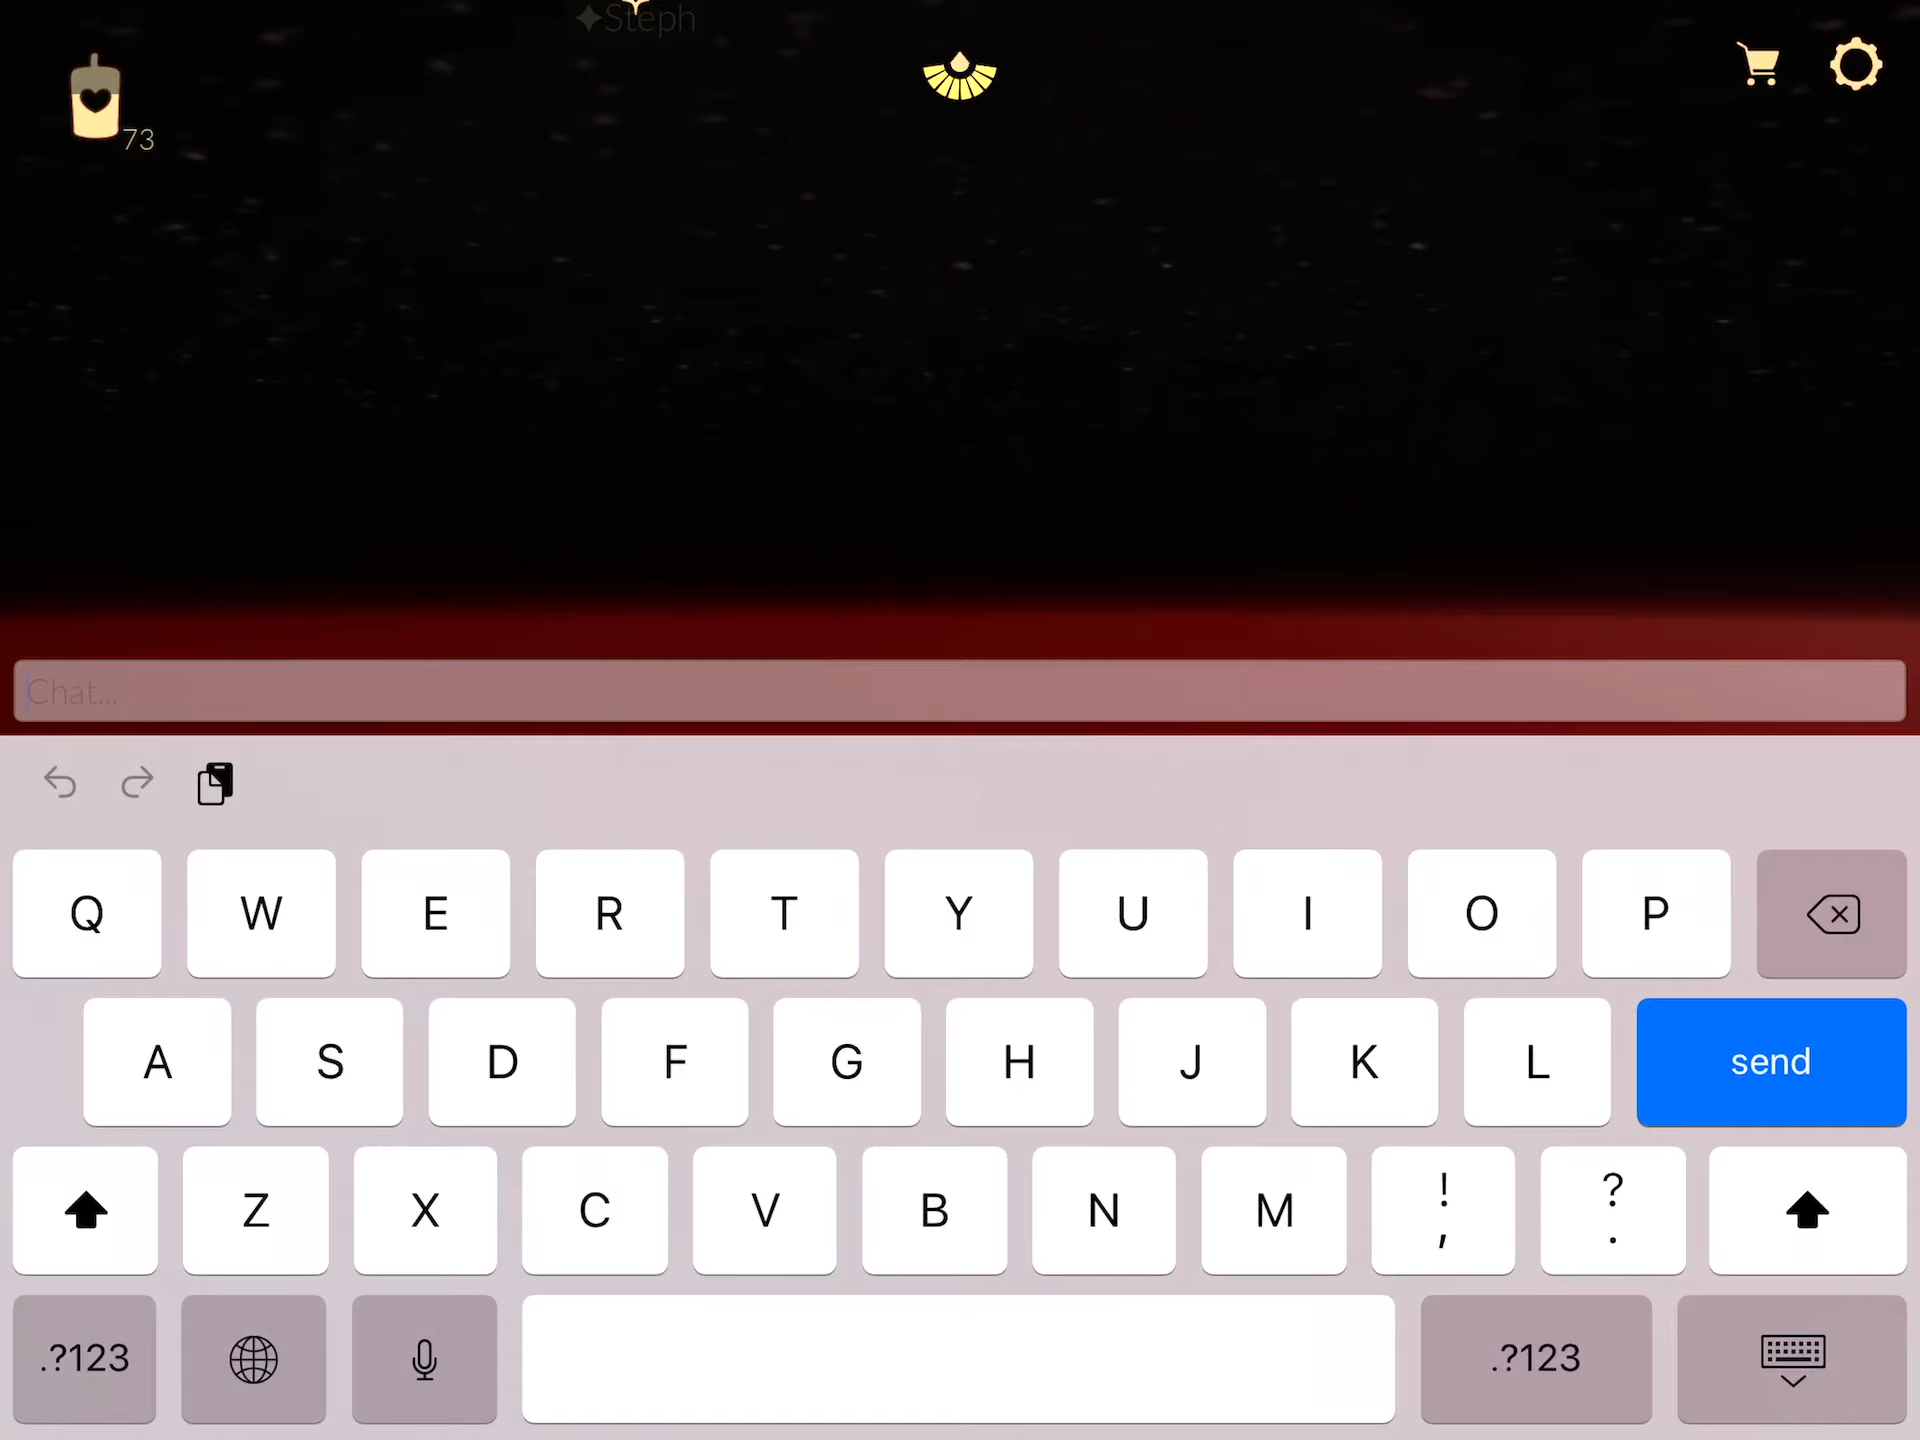 ✦Steph
73
Chat...
Q W E R T Y U I O P
A S D F G H J K L send
Z X C V B N M ! , ? .
.?123 .?123